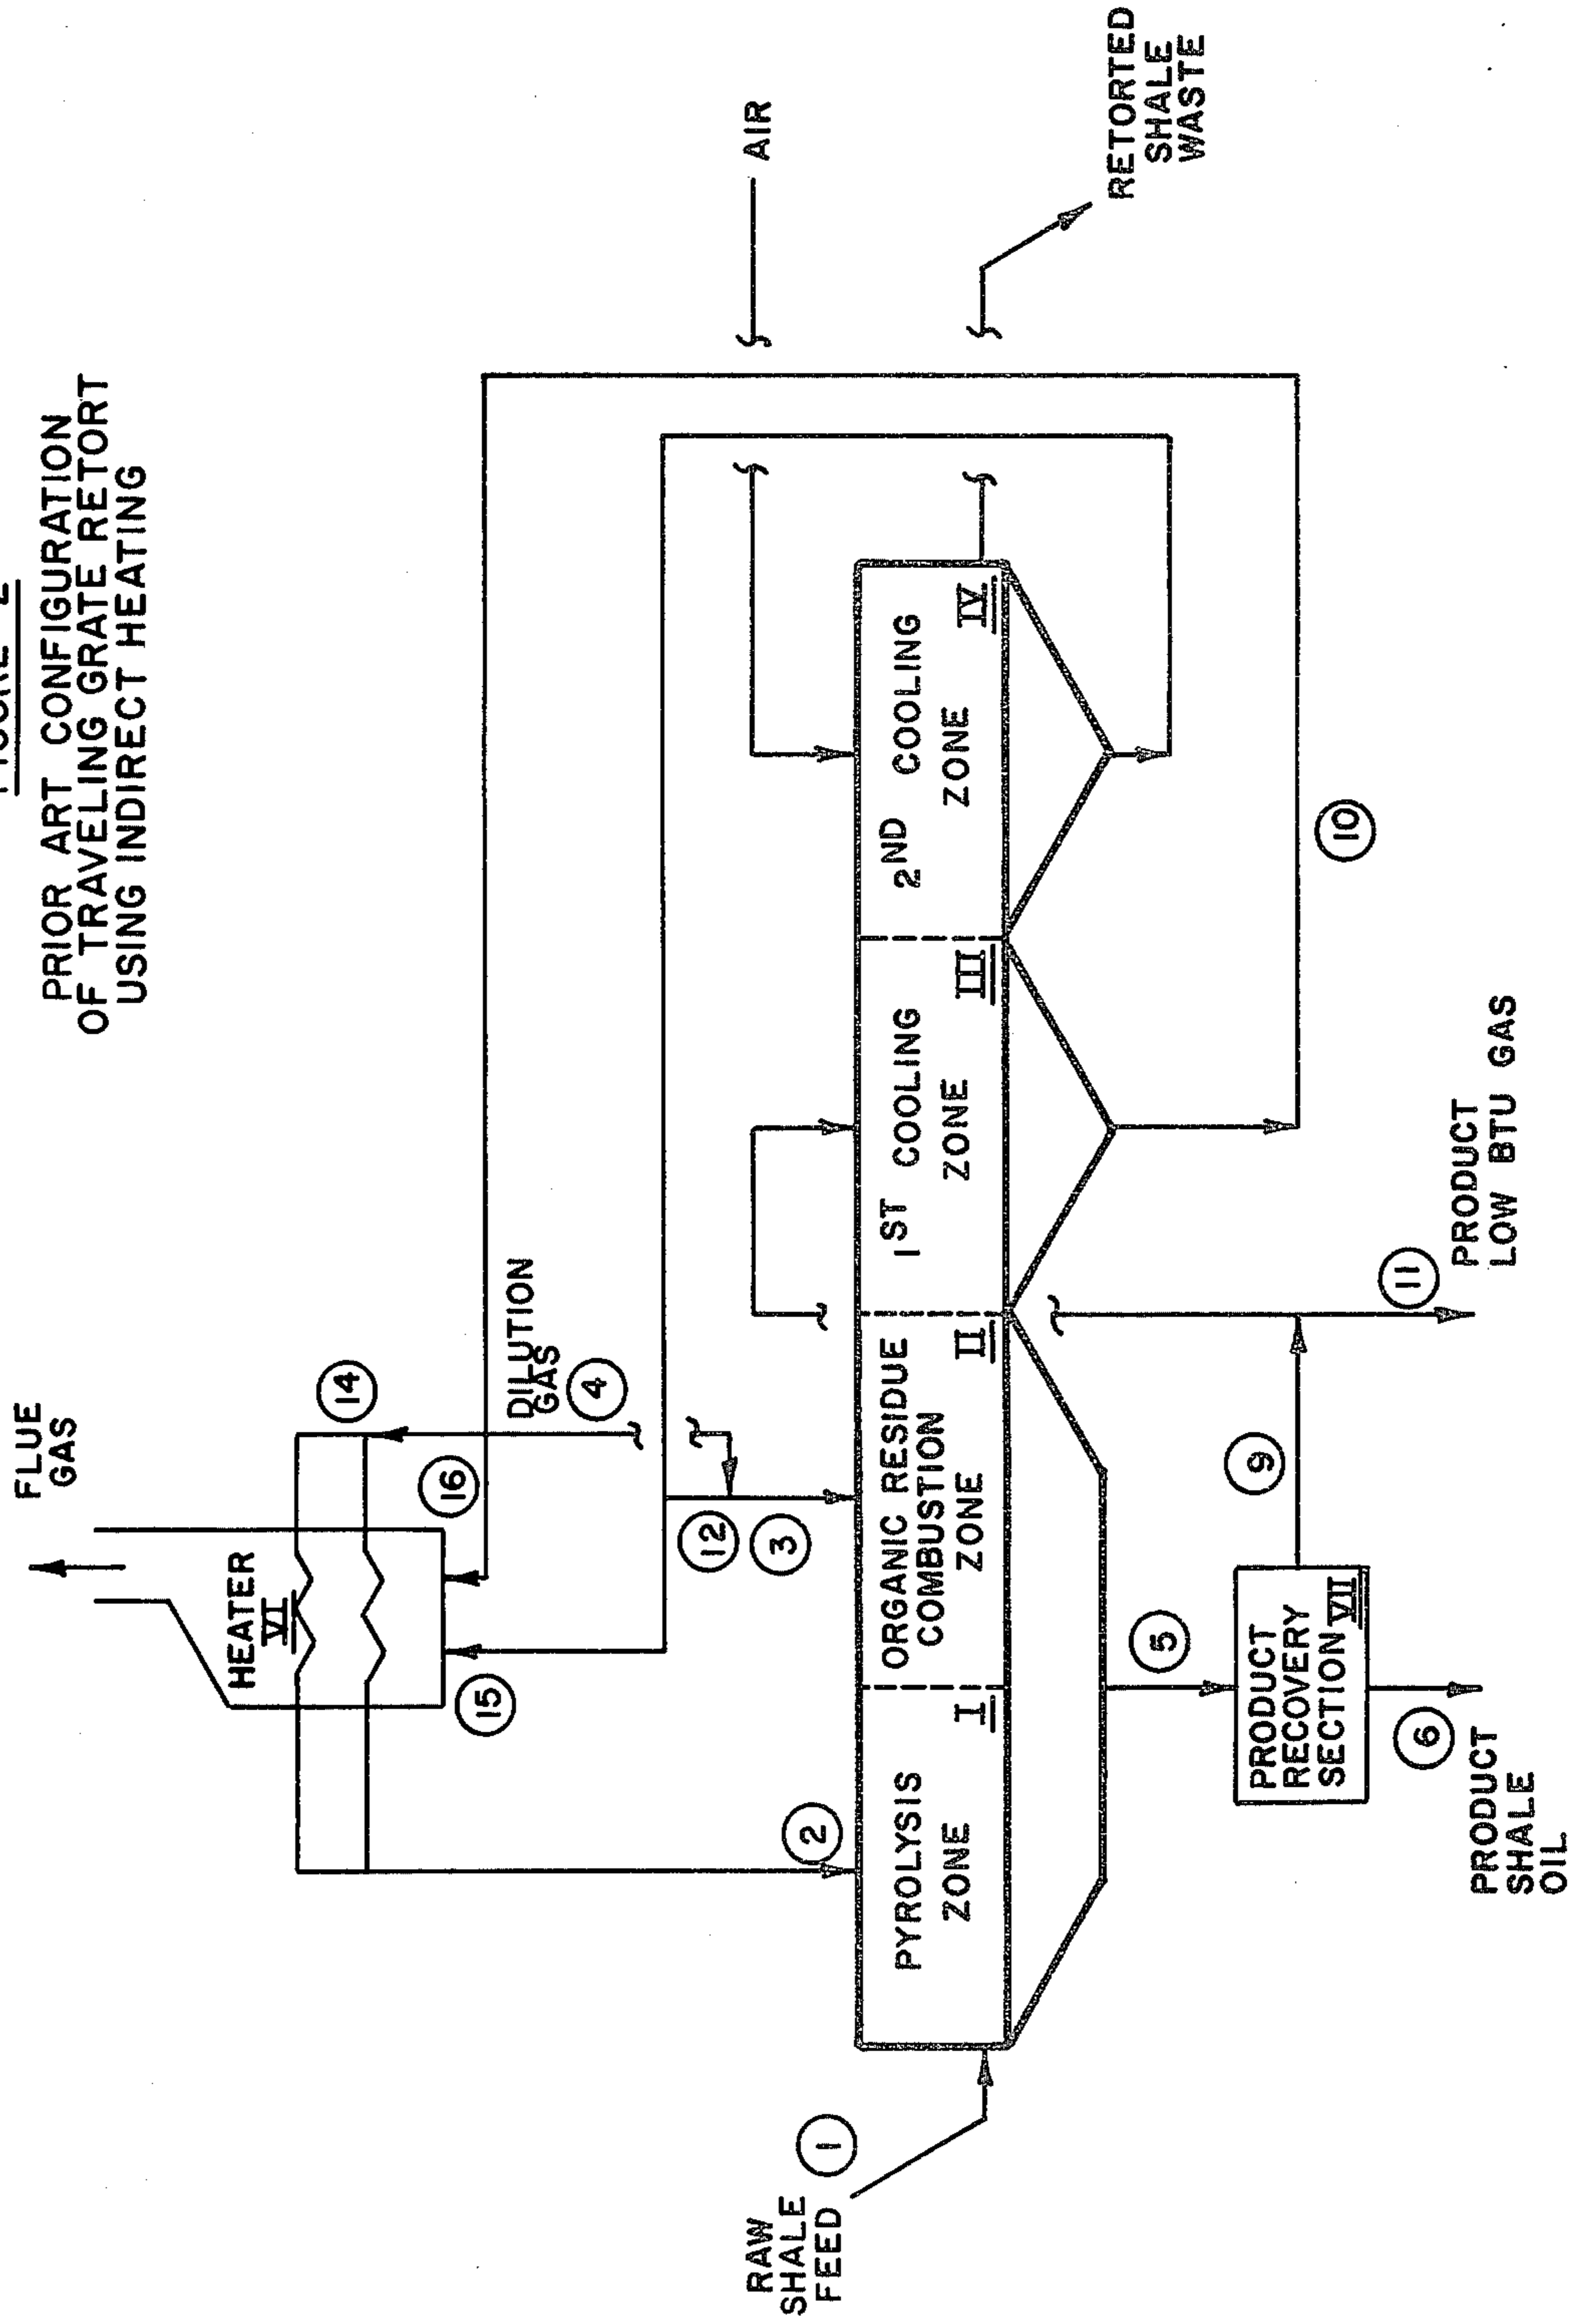 PRIOR ART CONFIGURATION
OF TRAVELING GRATE RETORT
USING INDIRECT HEATING
FLUE
GAS
HEATER
VI
14
16
15
DILUTION
GAS
4
12
3
2
AIR
RAW
SHALE
FEED
1
PYROLYSIS
ZONE
I
ORGANIC RESIDUE
COMBUSTION
ZONE
II
1ST COOLING
ZONE
III
2ND COOLING
ZONE
IV
RETORTED
SHALE
WASTE
5
PRODUCT
RECOVERY
SECTION VII
9
10
6
PRODUCT
SHALE
OIL
11
PRODUCT
LOW BTU GAS